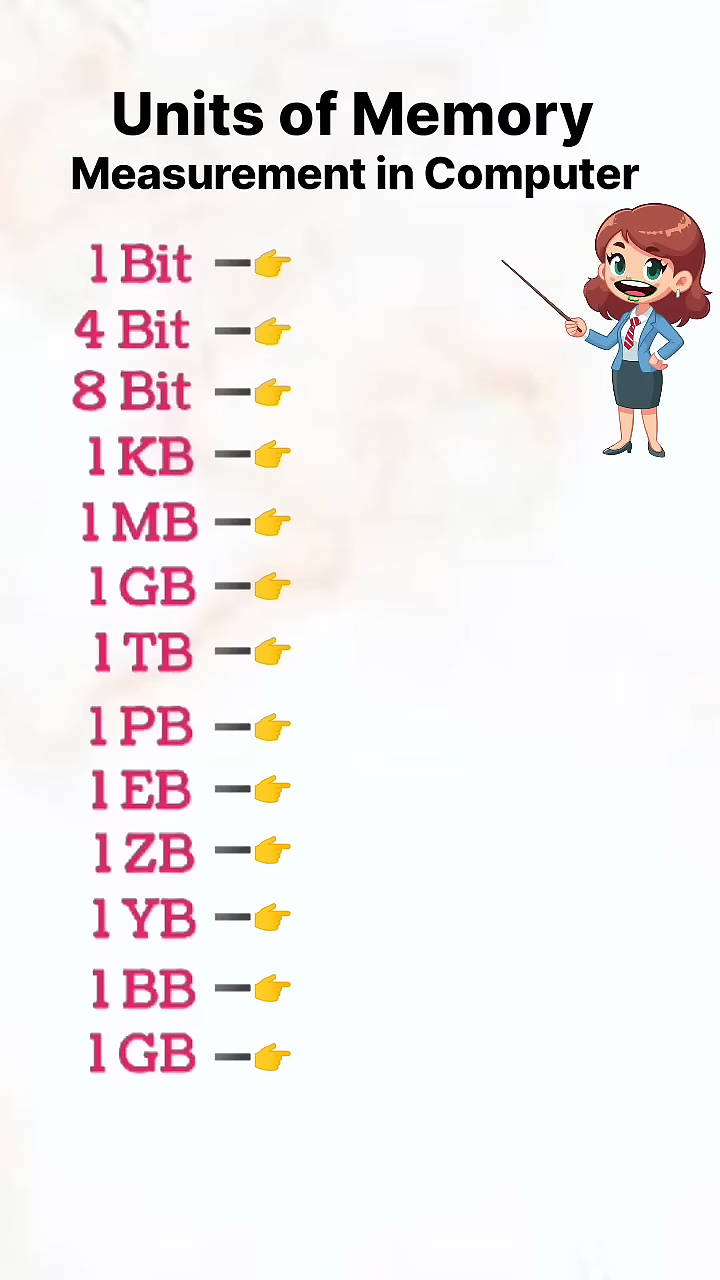 Units of Memory
Measurement in Computer
1 Bit ➖👉
4 Bit ➖👉
8 Bit ➖👉
1 KB ➖👉
1 MB ➖👉
1 GB ➖👉
1 TB ➖👉
1 PB ➖👉
1 EB ➖👉
1 ZB ➖👉
1 YB ➖👉
1 BB ➖👉
1 GB ➖👉